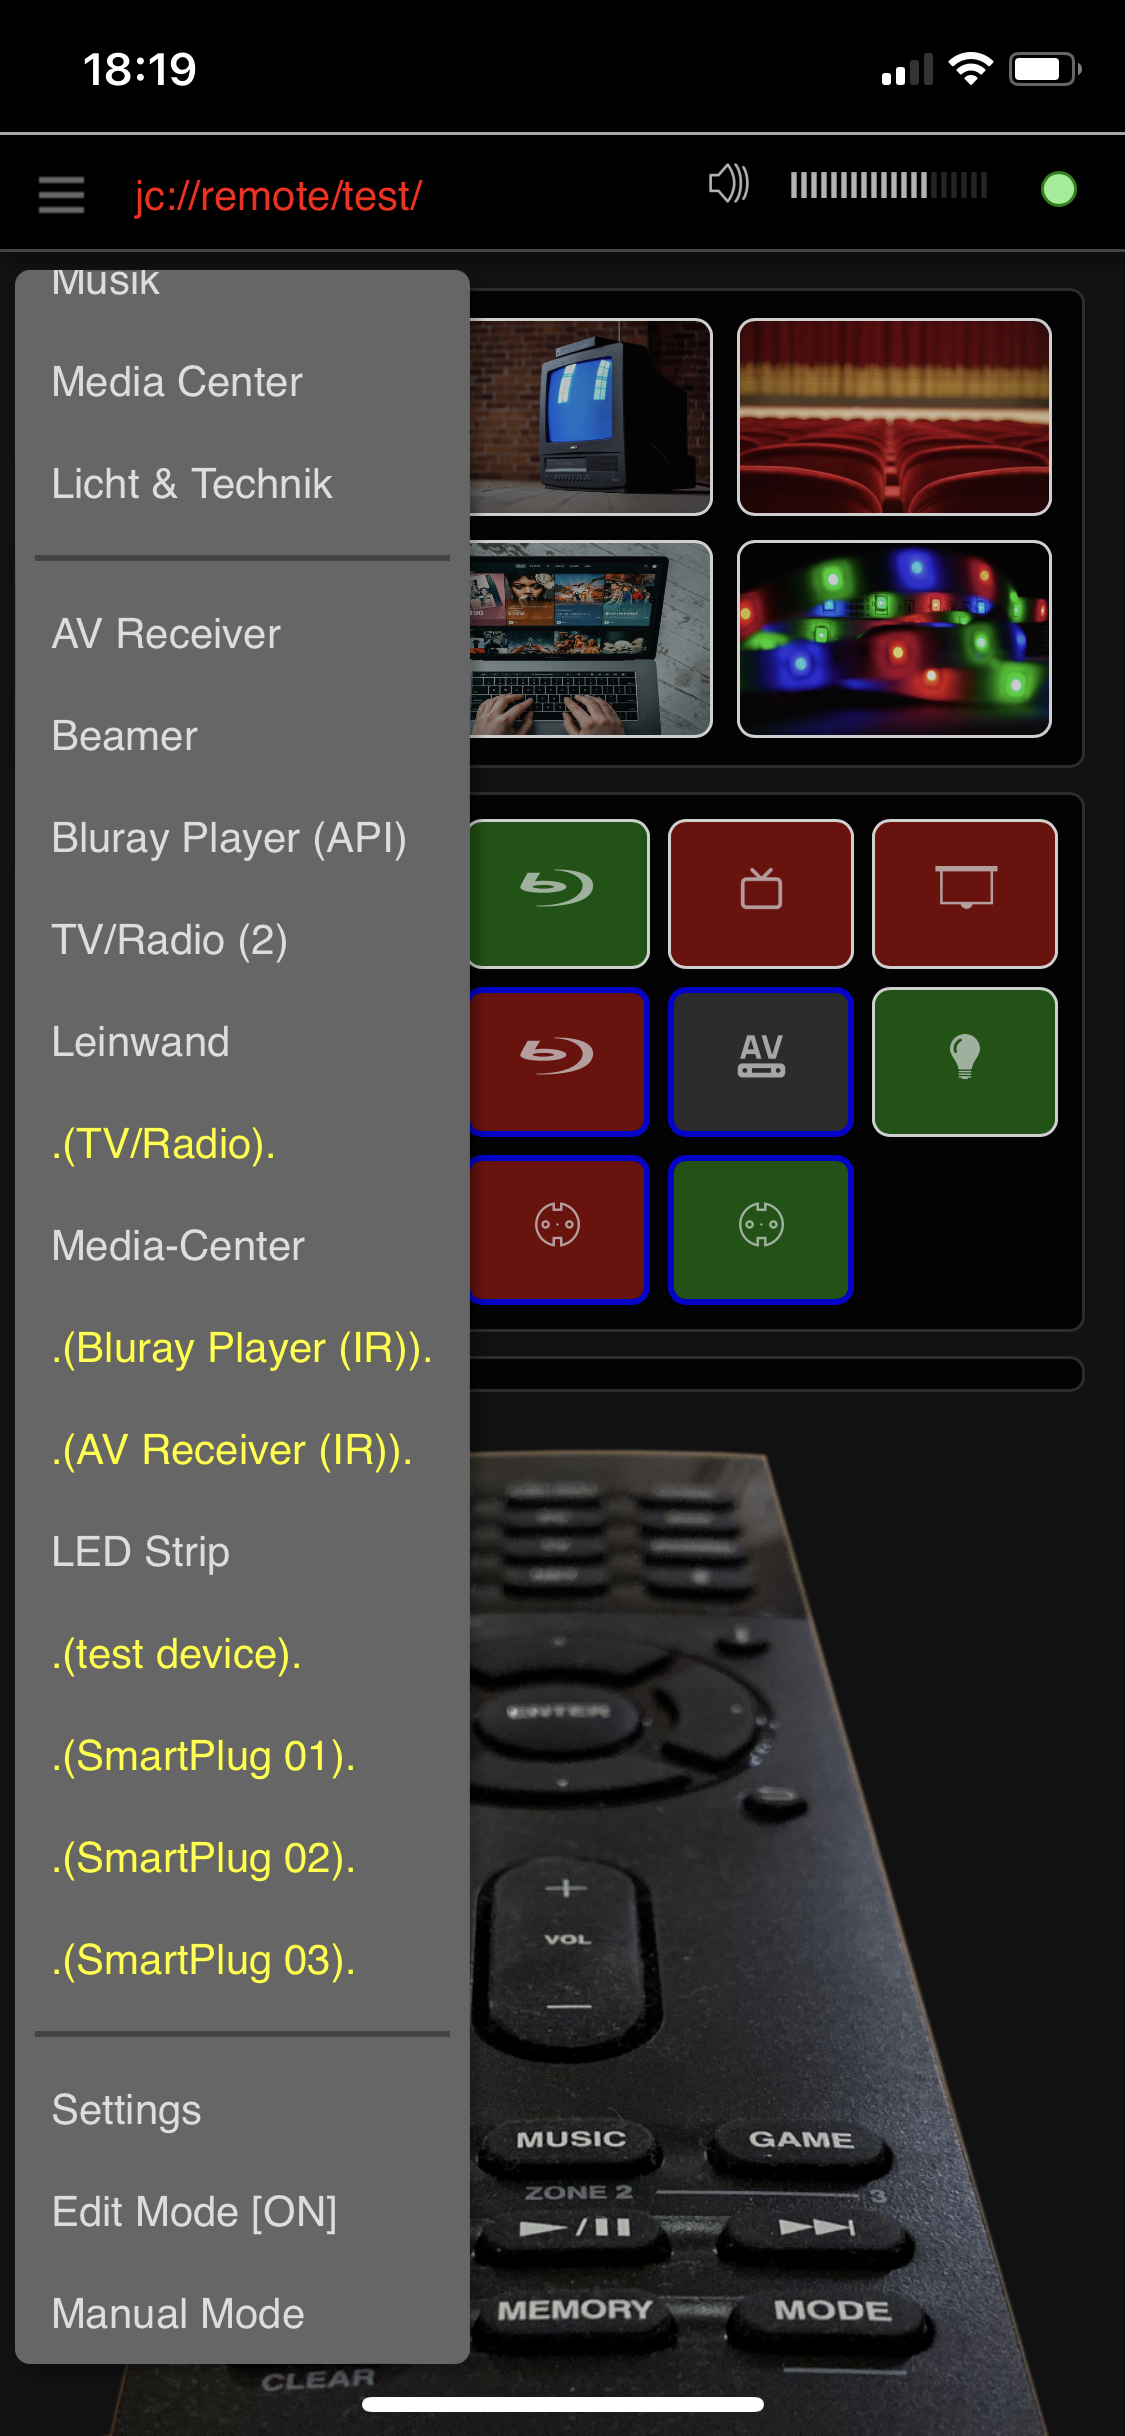 18:19
jc://remote/test/
Musik
Media Center
Licht & Technik
AV Receiver
Beamer
Bluray Player (API)
TV/Radio (2)
Leinwand
.(TV/Radio).
Media-Center
.(Bluray Player (IR)).
.(AV Receiver (IR)).
LED Strip
.(test device).
.(SmartPlug 01).
.(SmartPlug 02).
.(SmartPlug 03).
Settings
Edit Mode [ON]
Manual Mode
AV
ENTER
+
VOL
—
MUSIC GAME
ZONE 2 3
MEMORY MODE
CLEAR